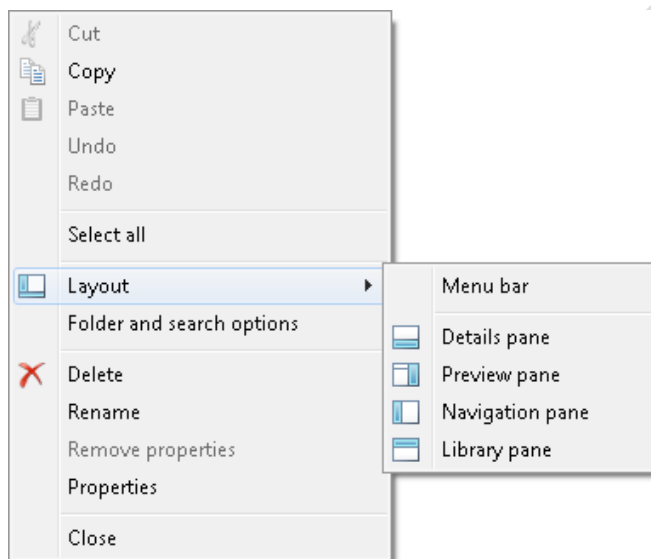 Cut
Copy
Paste
Undo
Redo
Select all
Layout
Folder and search options
Delete
Rename
Remove properties
Properties
Close
Menu bar
Details pane
Preview pane
Navigation pane
Library pane